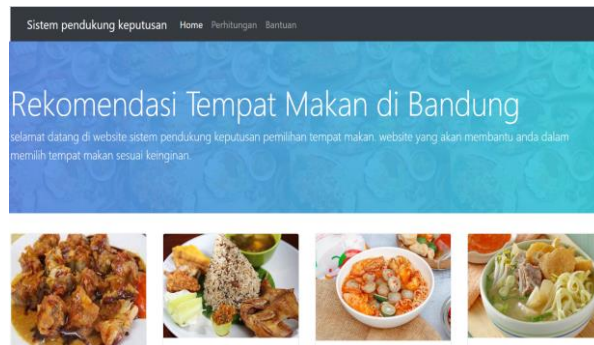 Sistem pendukung keputusan Home Perhitungan Bantuan
Rekomendasi Tempat Makan di Bandung
selamat datang di website sistem pendukung keputusan pemilihan tempat makan. website yang akan membantu anda dalam
memilih tempat makan sesuai keinginan.